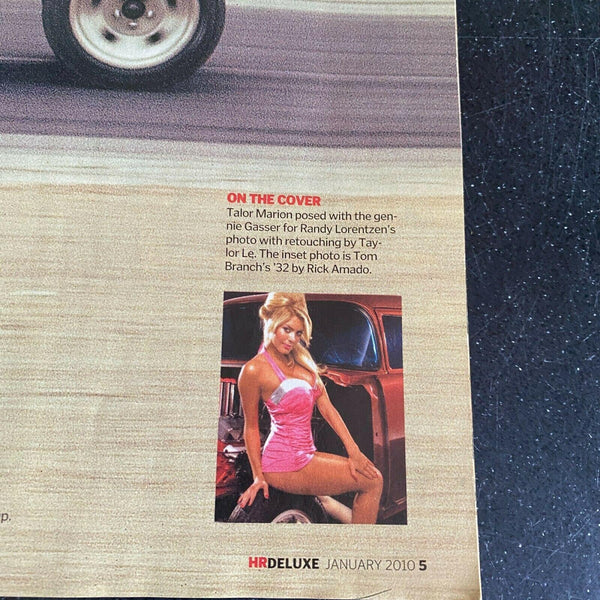 ON THE COVER
Talor Marion posed with the gen-
nie Gasser for Randy Lorentzen's
photo with retouching by Tay-
lor Le. The inset photo is Tom
Branch's '32 by Rick Amado.
p.
HRDELUXE JANUARY 2010 5